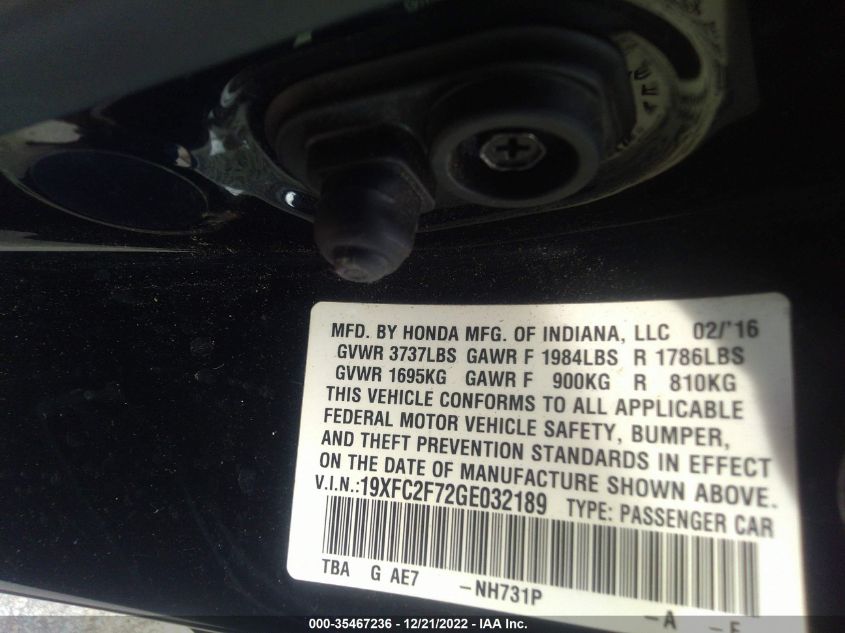 MFD. BY HONDA MFG. OF INDIANA, LLC 02/'16
GVWR 3737LBS GAWR F 1984LBS R 1786LBS
GVWR 1695KG GAWR F 900KG R 810KG
THIS VEHICLE CONFORMS TO ALL APPLICABLE
FEDERAL MOTOR VEHICLE SAFETY, BUMPER,
AND THEFT PREVENTION STANDARDS IN EFFECT
ON THE DATE OF MANUFACTURE SHOWN ABOVE.
V.I.N.:19XFC2F72GE032189 TYPE: PASSENGER CAR
TBA G AE7 -NH731P -A -E
000-35467236 - 12/21/2022 - IAA Inc.